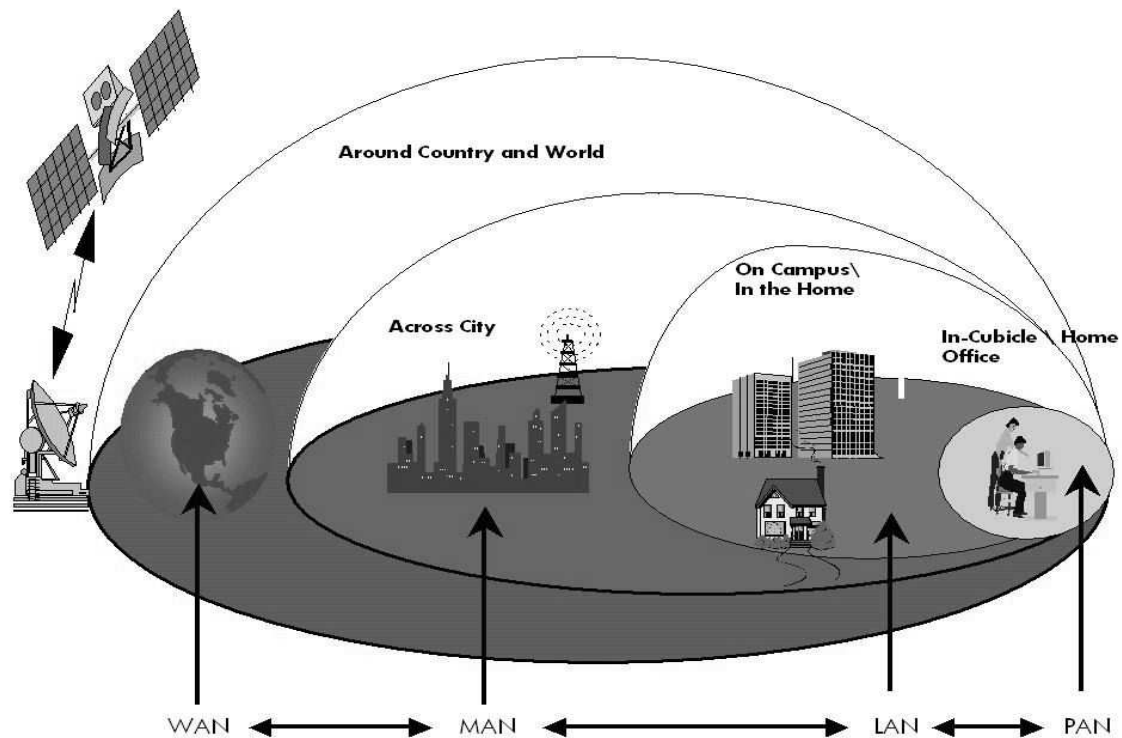 Around Country and World
On Campus\
In the Home
Across City
In-Cubicle \ Home
Office
WAN
MAN
LAN
PAN